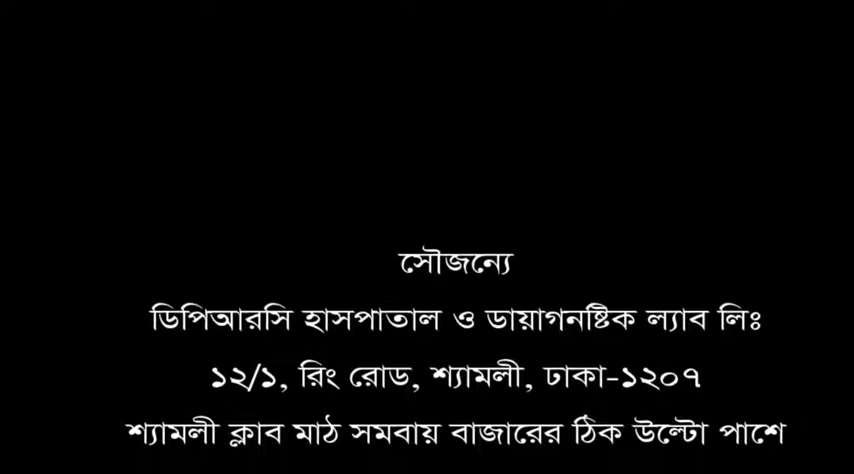 সৌজন্যে
ডিপিআরসি হাসপাতাল ও ডায়াগনষ্টিক ল্যাব লিঃ
১২/১, রিং রোড, শ্যামলী, ঢাকা-১২০৭
শ্যামলী ক্লাব মাঠ সমবায় বাজারের ঠিক উল্টো পাশে